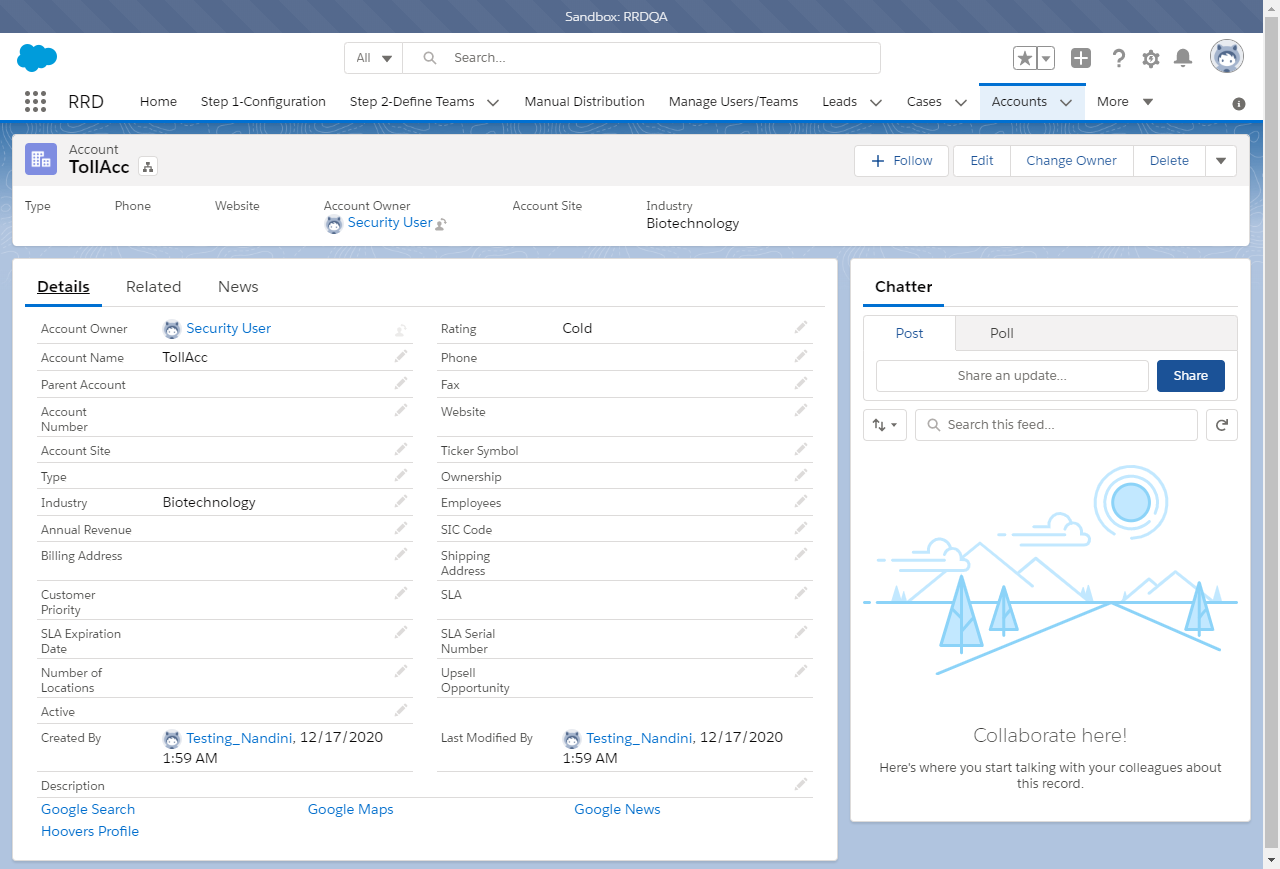 Sandbox: RRDQA
All
Search...
RRD
Home
Step 1-Configuration
Step 2-Define Teams
Manual Distribution
Manage Users/Teams
Leads
Cases
Accounts
More
Account
TollAcc
Follow
Edit
Change Owner
Delete
Type
Phone
Website
Account Owner
Account Site
Industry
Security User
Biotechnology
Details
Related
News
Account Owner
Security User
Rating
Cold
Account Name
TollAcc
Phone
Parent Account
Fax
Account
Number
Website
Account Site
Ticker Symbol
Type
Ownership
Industry
Biotechnology
Employees
Annual Revenue
SIC Code
Billing Address
Shipping
Address
Customer
Priority
SLA
SLA Expiration
Date
SLA Serial
Number
Number of
Locations
Upsell
Opportunity
Active
Created By
Testing_Nandini, 12/17/2020
1:59 AM
Last Modified By
Testing_Nandini, 12/17/2020
1:59 AM
Description
Google Search
Google Maps
Google News
Hoovers Profile
Chatter
Post
Poll
Share an update...
Share
Search this feed...
Collaborate here!
Here's where you start talking with your colleagues about
this record.